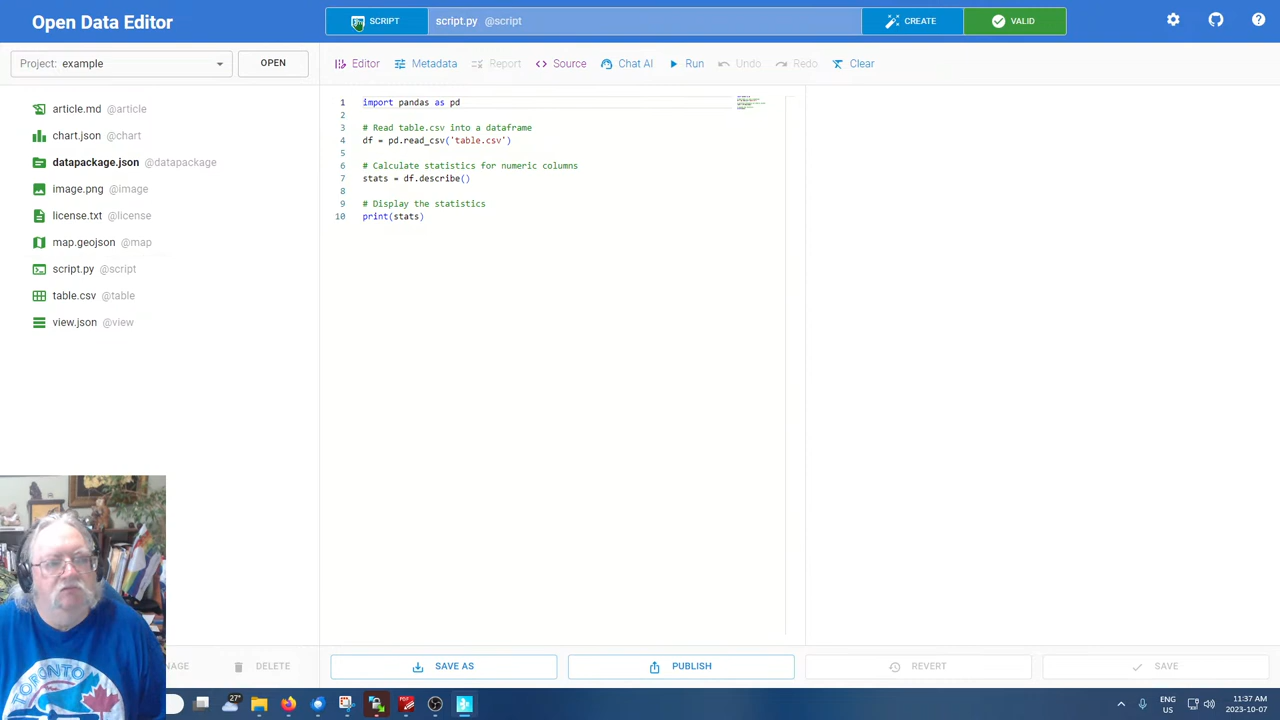 Open Data Editor
SCRIPT
script.py @script
CREATE
VALID
Project: example
OPEN
Editor
Metadata
Report
Source
Chat AI
Run
Undo
Redo
Clear
article.md @article
chart.json @chart
datapackage.json @datapackage
image.png @image
license.txt @license
map.geojson @map
script.py @script
table.csv @table
view.json @view
1 import pandas as pd
2
3 # Read table.csv into a dataframe
4 df = pd.read_csv('table.csv')
5
6 # Calculate statistics for numeric columns
7 stats = df.describe()
8
9 # Display the statistics
10 print(stats)
TORONTO
NAGE
DELETE
SAVE AS
PUBLISH
REVERT
SAVE
27°
ENG
US
11:37 AM
2023-10-07